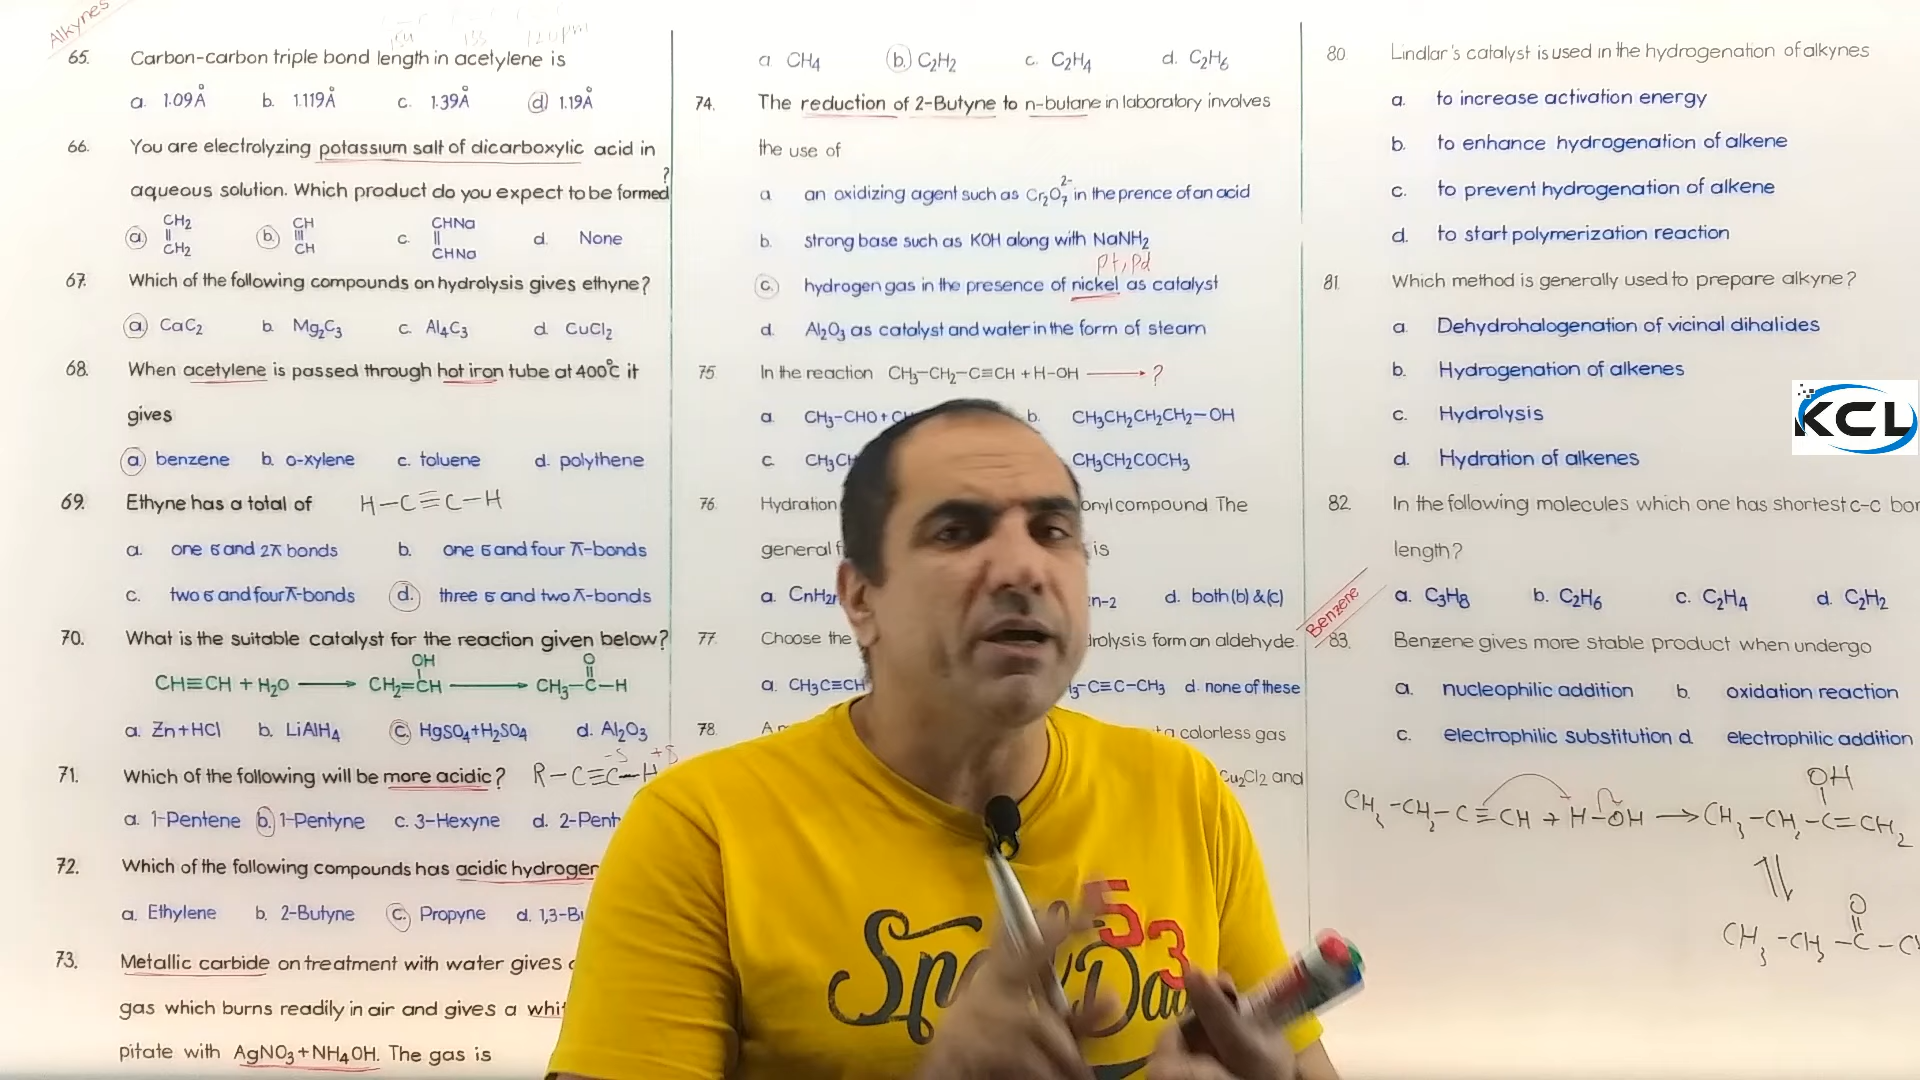 Alkynes
154 133 120pm
65. Carbon-carbon triple bond length in acetylene is
a. 1.09Å b. 1.119Å c. 1.39Å d. 1.19Å
66. You are electrolyzing potassium salt of dicarboxylic acid in
aqueous solution. Which product do you expect to be formed?
a. CH2=CH2 b. CH≡CH c. CHNa=CHNa d. None
67. Which of the following compounds on hydrolysis gives ethyne?
a. CaC2 b. Mg2C3 c. Al4C3 d. CuCl2
68. When acetylene is passed through hot iron tube at 400°C it
gives
a. benzene b. o-xylene c. toluene d. polythene
69. Ethyne has a total of H-C≡C-H
a. one σ and 2π bonds b. one σ and four π-bonds
c. two σ and four π-bonds d. three σ and two π-bonds
70. What is the suitable catalyst for the reaction given below?
OH O
CH≡CH + H2O ⟶ CH2=CH ⟶ CH3-C-H
a. Zn+HCl b. LiAlH4 c. HgSO4+H2SO4 d. Al2O3
-δ +δ
71. Which of the following will be more acidic? R-C≡C-H
a. 1-Pentene b. 1-Pentyne c. 3-Hexyne d. 2-Pent
72. Which of the following compounds has acidic hydrogen
a. Ethylene b. 2-Butyne c. Propyne d. 1,3-Bu
73. Metallic carbide on treatment with water gives
gas which burns readily in air and gives a whi
pitate with AgNO3+NH4OH. The gas is
a. CH4 b. C2H2 c. C2H4 d. C2H6
74. The reduction of 2-Butyne to n-butane in laboratory involves
the use of
a. an oxidizing agent such as Cr2O7²⁻ in the prence of an acid
b. strong base such as KOH along with NaNH2
Pt, Pd
c. hydrogen gas in the presence of nickel as catalyst
d. Al2O3 as catalyst and water in the form of steam
75 In the reaction CH3-CH2-C≡CH + H-OH ⟶ ?
a. CH3-CHO + b. CH3CH2CH2CH2-OH
c. CH3CH CH3CH2COCH3
76. Hydration onyl compound The
general f is
a. CnH2n n-2 d. both (b) & (c)
77. Choose the drolysis form an aldehyde.
a. CH3C≡CH 3-C≡C-CH3 d. none of these
78. A colorless gas
Cu2Cl2 and
80. Lindlar's catalyst is used in the hydrogenation of alkynes
a. to increase activation energy
b. to enhance hydrogenation of alkene
c. to prevent hydrogenation of alkene
d. to start polymerization reaction
81. Which method is generally used to prepare alkyne?
a. Dehydrohalogenation of vicinal dihalides
b. Hydrogenation of alkenes
c. Hydrolysis
d. Hydration of alkenes
KCL
82. In the following molecules which one has shortest c-c bon
length?
a. C3H8 b. C2H6 c. C2H4 d. C2H2
Benzene
83. Benzene gives more stable product when undergo
a. nucleophilic addition b. oxidation reaction
c. electrophilic substitution d. electrophilic addition
OH
CH3-CH2-C≡CH + H-OH ⟶ CH3-CH2-C=CH2
O
CH3-CH2-C-C
53
Dad